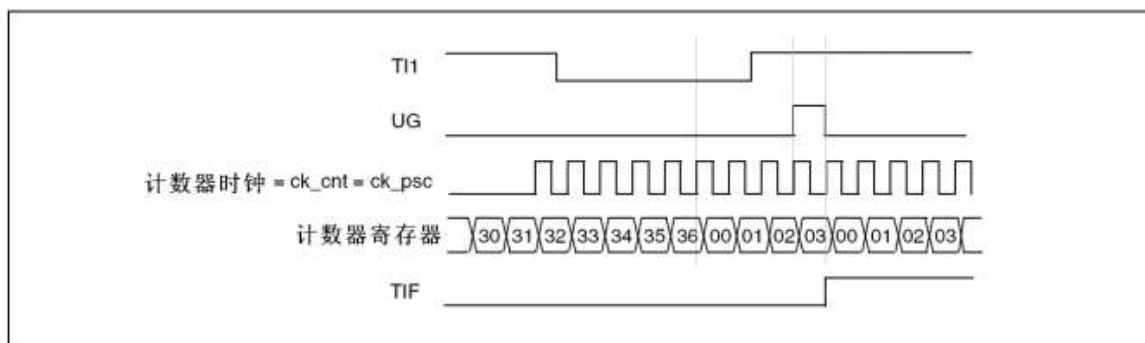 TI1
UG
计数器时钟 = ck_cnt = ck_psc
计数器寄存器 30 31 32 33 34 35 36 00 01 02 03 00 01 02 03
TIF